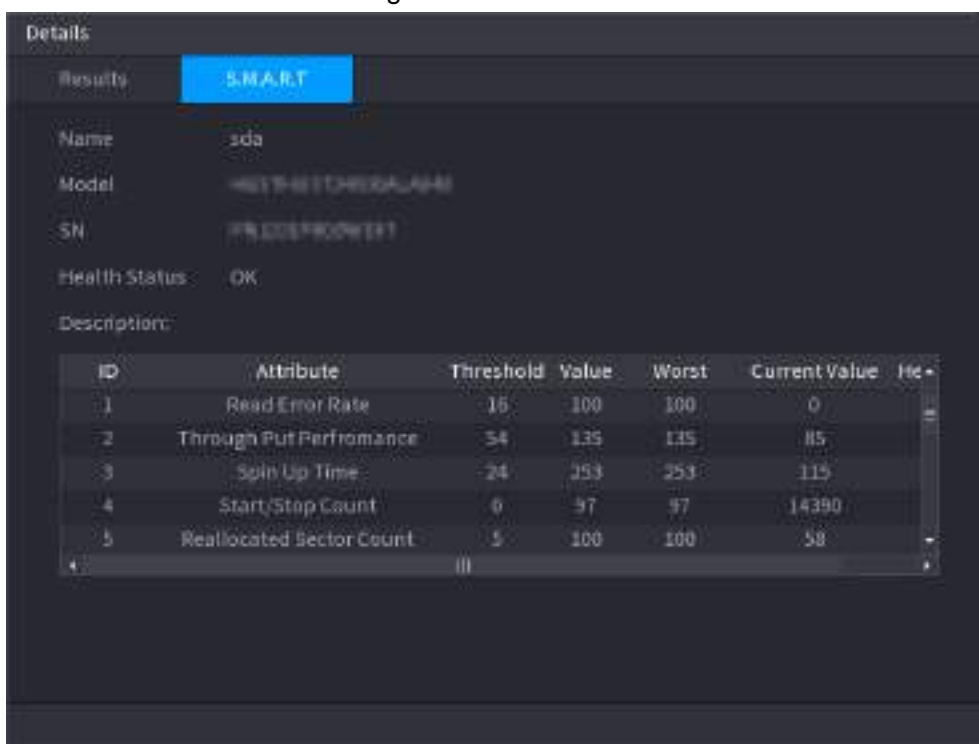 Details
Results S.M.A.R.T
Name sda
Model
SN
Health Status OK
Description:
ID Attribute Threshold Value Worst Current Value He
1 Read Error Rate 16 100 100 0
2 Through Put Perfromance 54 135 135 85
3 Spin Up Time 24 253 253 115
4 Start/Stop Count 0 97 97 14390
5 Reallocated Sector Count 5 100 100 58